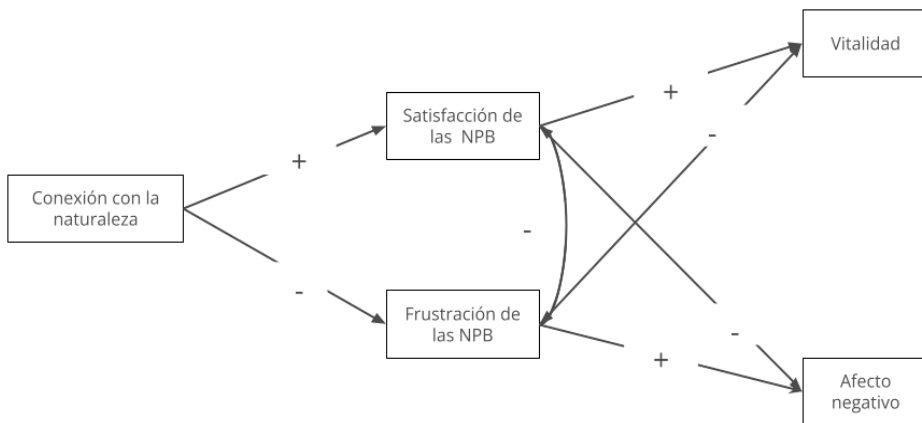 Vitalidad
+
Satisfacción de
las NPB
-
+
Conexión con la
naturaleza
-
-
Frustración de
las NPB
-
+
Afecto
negativo